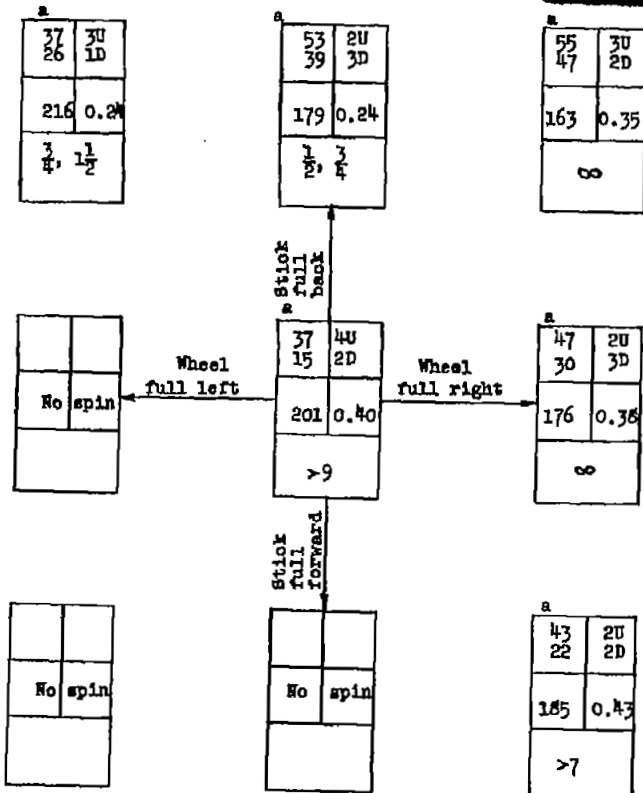 a
37 3U
26 1D
216 0.24
3/4, 1 1/2
a
53 2U
39 3D
179 0.24
1/2, 3/4
a
55 3U
47 2D
163 0.35
∞
Stick
full
back
No spin
Wheel
full left
a
37 4U
15 2D
201 0.40
>9
Wheel
full right
a
47 2U
30 3D
176 0.38
∞
Stick
full
forward
No spin
No spin
a
43 2U
22 2D
185 0.43
>7